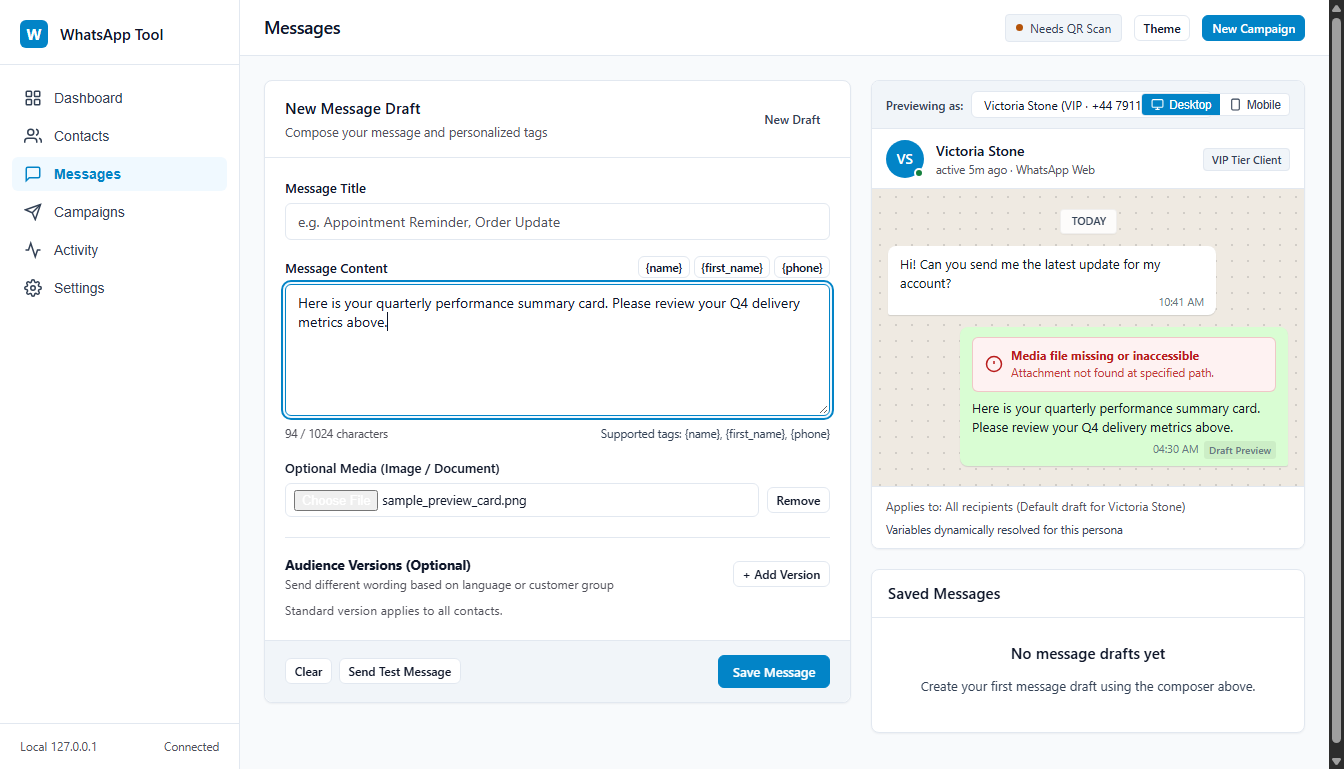 W WhatsApp Tool
Dashboard
Contacts
Messages
Campaigns
Activity
Settings
Local 127.0.0.1 Connected
Messages
Needs QR Scan Theme New Campaign
New Message Draft
Compose your message and personalized tags
New Draft
Message Title
e.g. Appointment Reminder, Order Update
Message Content {name} {first_name} {phone}
Here is your quarterly performance summary card. Please review your Q4 delivery
metrics above.
94 / 1024 characters Supported tags: {name}, {first_name}, {phone}
Optional Media (Image / Document)
Choose File sample_preview_card.png Remove
Audience Versions (Optional)
Send different wording based on language or customer group
+ Add Version
Standard version applies to all contacts.
Clear Send Test Message Save Message
Previewing as: Victoria Stone (VIP · +44 7911 Desktop Mobile
VS Victoria Stone
active 5m ago · WhatsApp Web
VIP Tier Client
TODAY
Hi! Can you send me the latest update for my
account?
10:41 AM
Media file missing or inaccessible
Attachment not found at specified path.
Here is your quarterly performance summary card.
Please review your Q4 delivery metrics above.
04:30 AM Draft Preview
Applies to: All recipients (Default draft for Victoria Stone)
Variables dynamically resolved for this persona
Saved Messages
No message drafts yet
Create your first message draft using the composer above.